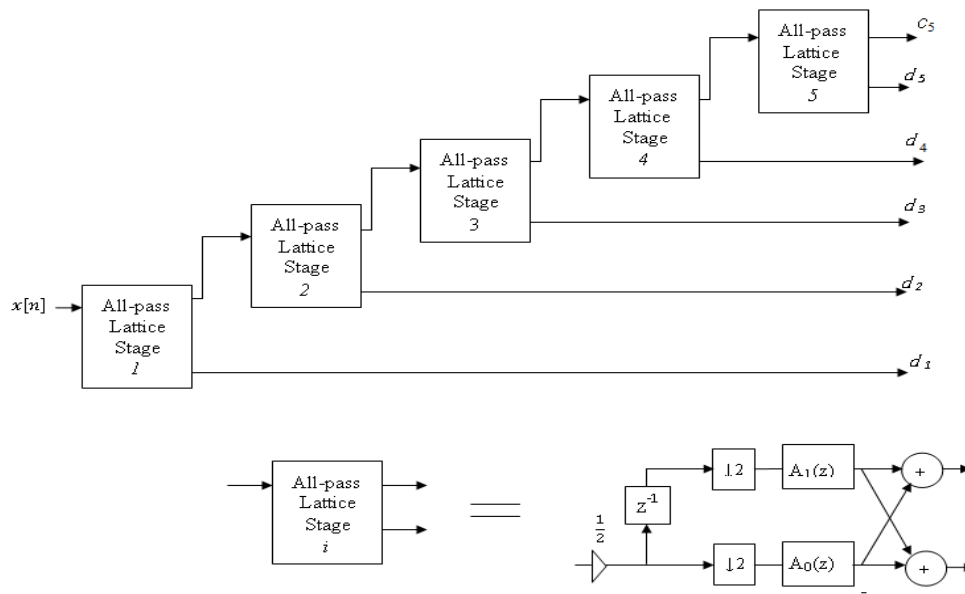 All-pass
Lattice
Stage
5
c5
d5
All-pass
Lattice
Stage
4
d4
All-pass
Lattice
Stage
3
d3
All-pass
Lattice
Stage
2
d2
x[n]
All-pass
Lattice
Stage
1
d1
All-pass
Lattice
Stage
i
=
1/2
z-1
↓2
A1(z)
+
↓2
A0(z)
-
+